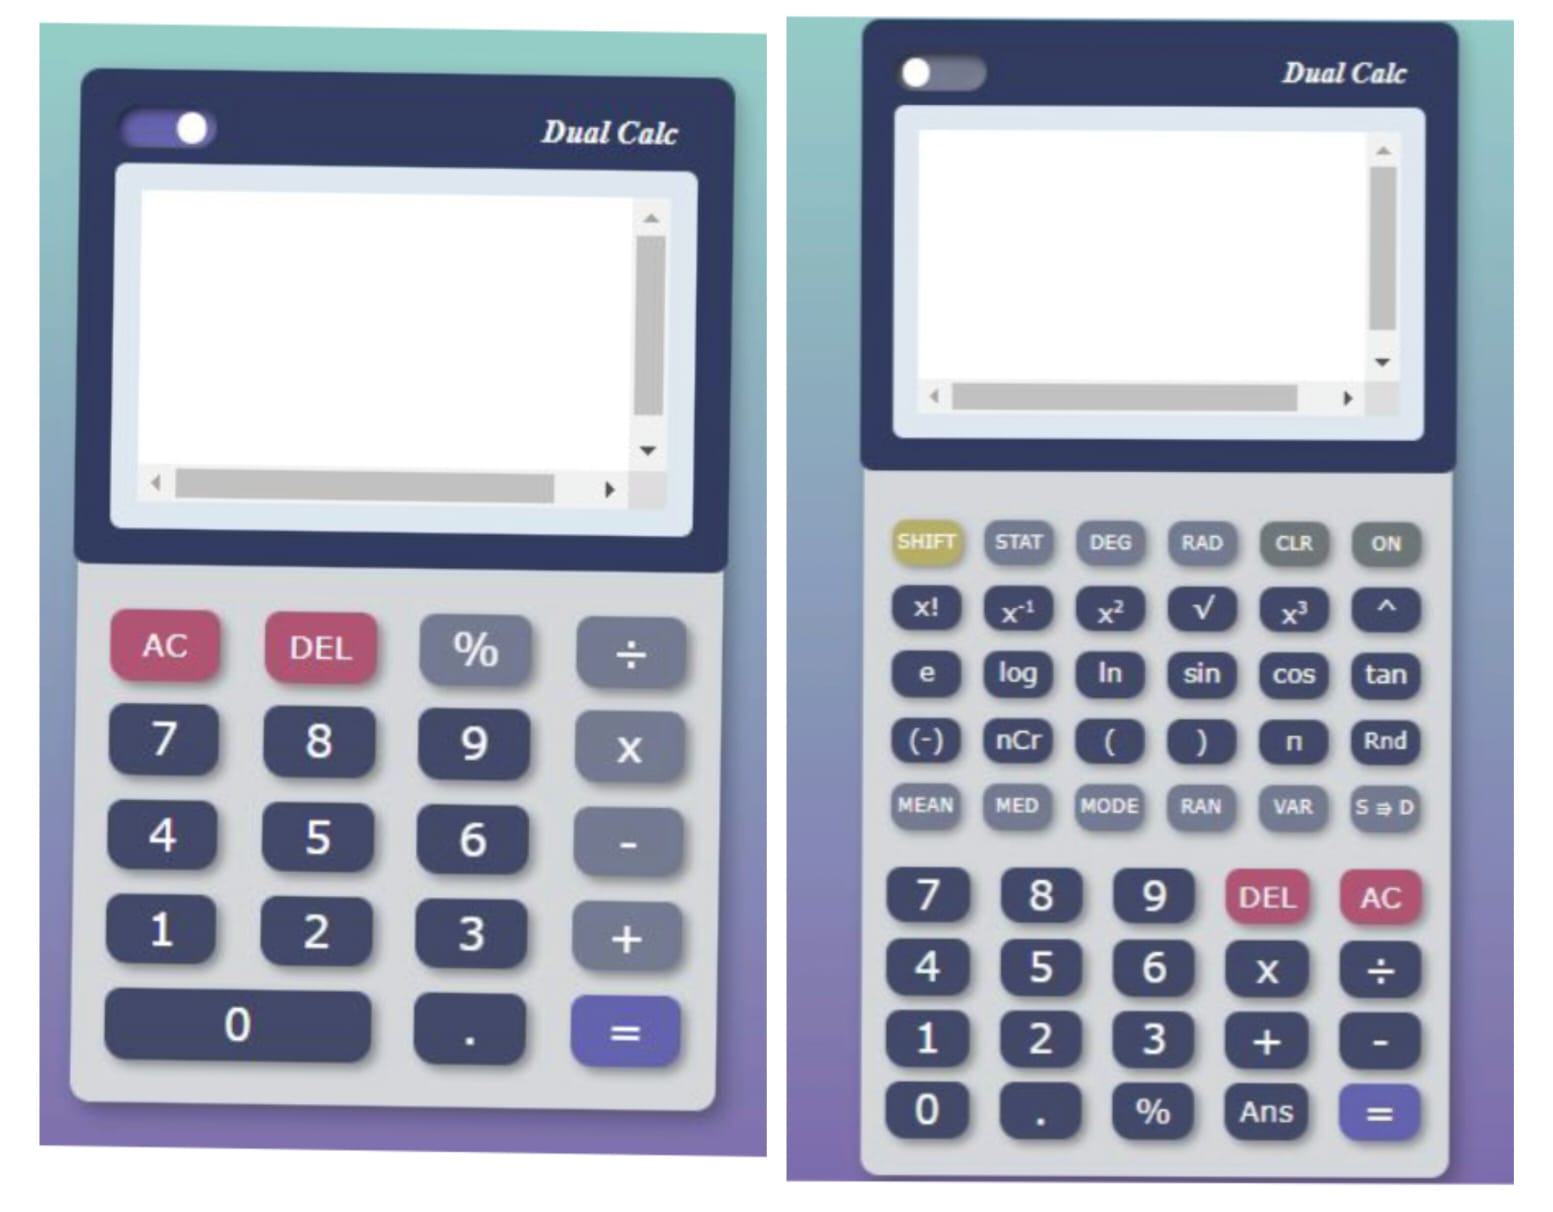 Dual Calc
AC DEL % ÷
7 8 9 x
4 5 6 -
1 2 3 +
0 . =
Dual Calc
SHIFT STAT DEG RAD CLR ON
x! x⁻¹ x² √ x³ ^
e log ln sin cos tan
(-) nCr ( ) п Rnd
MEAN MED MODE RAN VAR S ⇛ D
7 8 9 DEL AC
4 5 6 x ÷
1 2 3 + -
0 . % Ans =